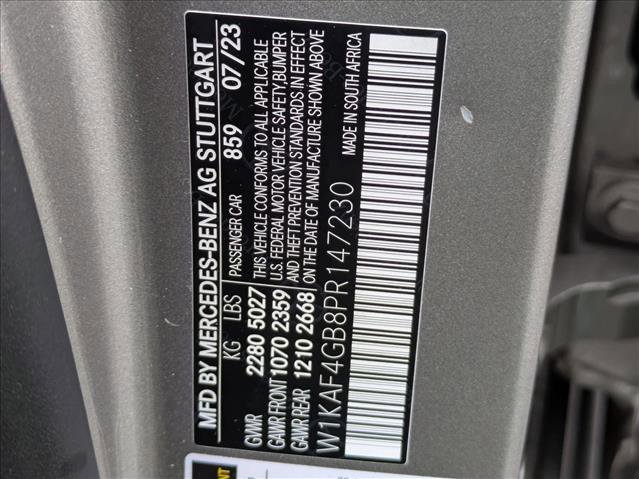 MFD BY MERCEDES-BENZ AG STUTTGART
859 07/23
KG LBS PASSENGER CAR
GVWR 2280 5027
GAWR FRONT 1070 2359
GAWR REAR 1210 2668
THIS VEHICLE CONFORMS TO ALL APPLICABLE
U.S. FEDERAL MOTOR VEHICLE SAFETY,BUMPER
AND THEFT PREVENTION STANDARDS IN EFFECT
ON THE DATE OF MANUFACTURE SHOWN ABOVE
W1KAF4GB8PR147230
MADE IN SOUTH AFRICA